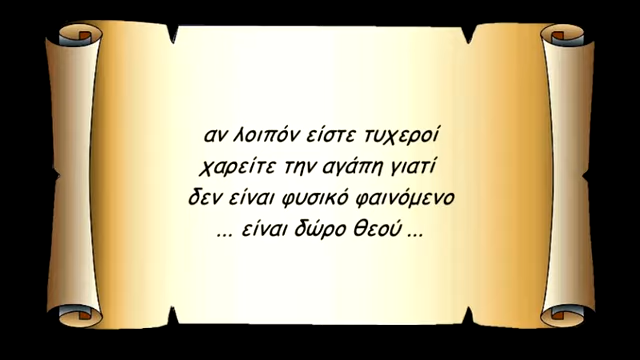 αν λοιπόν είστε τυχεροί
χαρείτε την αγάπη γιατί
δεν είναι φυσικό φαινόμενο
... είναι δώρο θεού ...